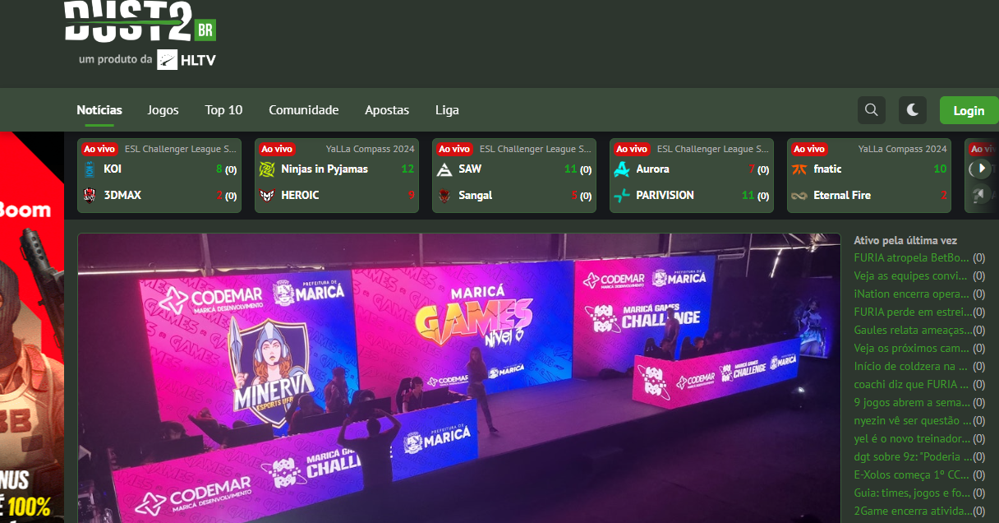 DUST2 BR
um produto da HLTV
Notícias Jogos Top 10 Comunidade Apostas Liga Login
Ao vivo ESL Challenger League S...
KOI 8 (0)
3DMAX 2 (0)
Ao vivo YaLLa Compass 2024
Ninjas in Pyjamas 12
HEROIC 9
Ao vivo ESL Challenger League S...
SAW 11 (0)
Sangal 5 (0)
Ao vivo ESL Challenger League S...
Aurora 7 (0)
PARIVISION 11 (0)
Ao vivo YaLLa Compass 2024
fnatic 10
Eternal Fire 2
Ao vi
Boom
NUS
100%
CODEMAR
MARICÁ DESENVOLVIMENTO
PREFEITURA DE
MARICÁ
MINERVA
ESPORTS UFRJ
MARICÁ
GAMES
Nível 3
CODEMAR
MARICÁ
CODEMAR
MARICÁ DESENVOLVIMENTO
PREFEITURA DE
MARICÁ
MARICÁ GAMES
CHALLENGE
CODEMAR
MARICÁ GAMES
CHALLENGE
MARICÁ
CODEMAR
MARICÁ DESENVOLVIMENTO
MARICÁ GA
CHALL
PREFEITURA DE
MARICÁ
Ativo pela última vez
FURIA atropela BetBo... (0)
Veja as equipes convi... (0)
iNation encerra opera... (0)
FURIA perde em estrei... (0)
Gaules relata ameaças... (0)
Veja os próximos cam... (0)
Início de coldzera na ... (0)
coachi diz que FURIA ... (0)
9 jogos abrem a sema... (0)
nyezin vê ser questão ... (0)
yel é o novo treinador... (0)
dgt sobre 9z: "Poderia ... (0)
E-Xolos começa 1º CC... (0)
Guia: times, jogos e fo... (0)
2Game encerra ativida... (0)